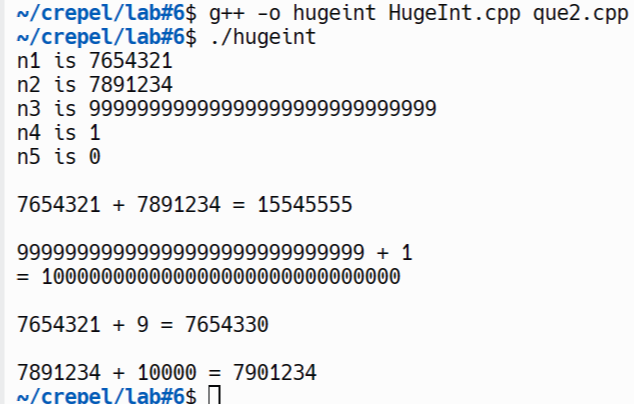 ~/crepel/lab#6$ g++ -o hugeint HugeInt.cpp que2.cpp
~/crepel/lab#6$ ./hugeint
n1 is 7654321
n2 is 7891234
n3 is 99999999999999999999999999999
n4 is 1
n5 is 0
7654321 + 7891234 = 15545555
99999999999999999999999999999 + 1
= 100000000000000000000000000000
7654321 + 9 = 7654330
7891234 + 10000 = 7901234
~/crepel/lab#6$